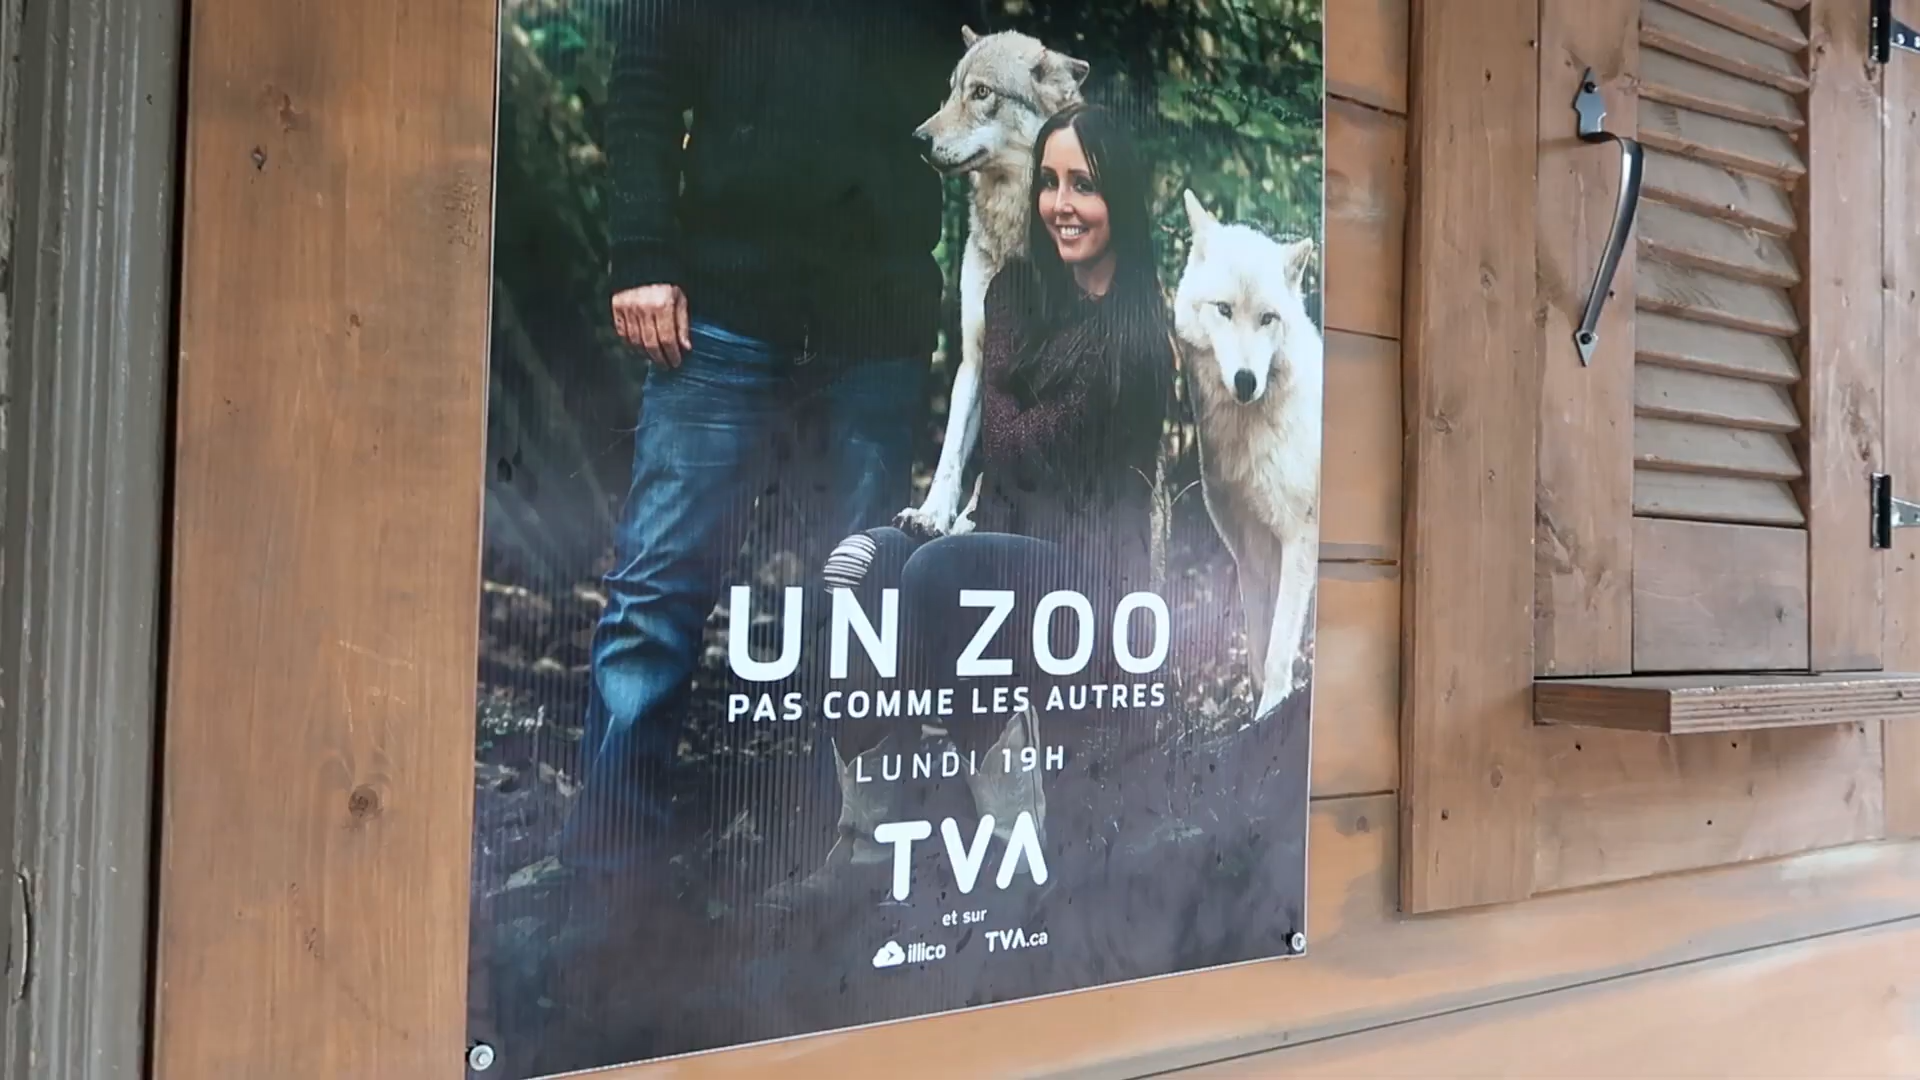 UN ZOO
PAS COMME LES AUTRES
LUNDI 19H
TVA
et sur
illico TVA.ca